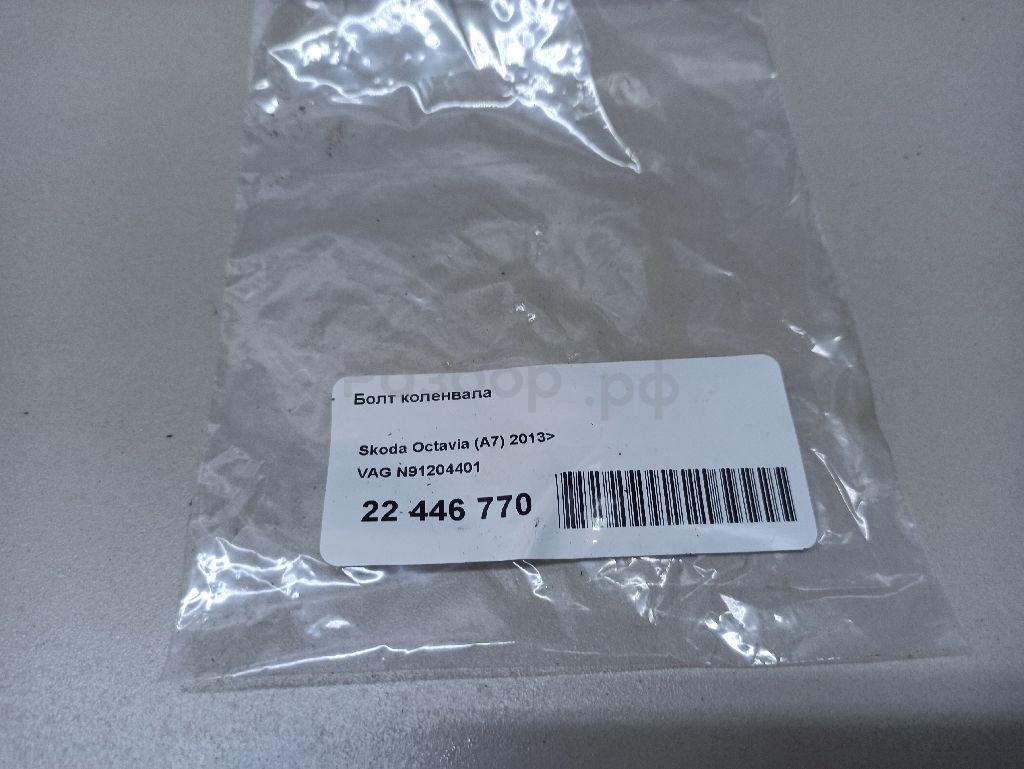 Разбор.рф
Болт коленвала
Skoda Octavia (A7) 2013>
VAG N91204401
22 446 770